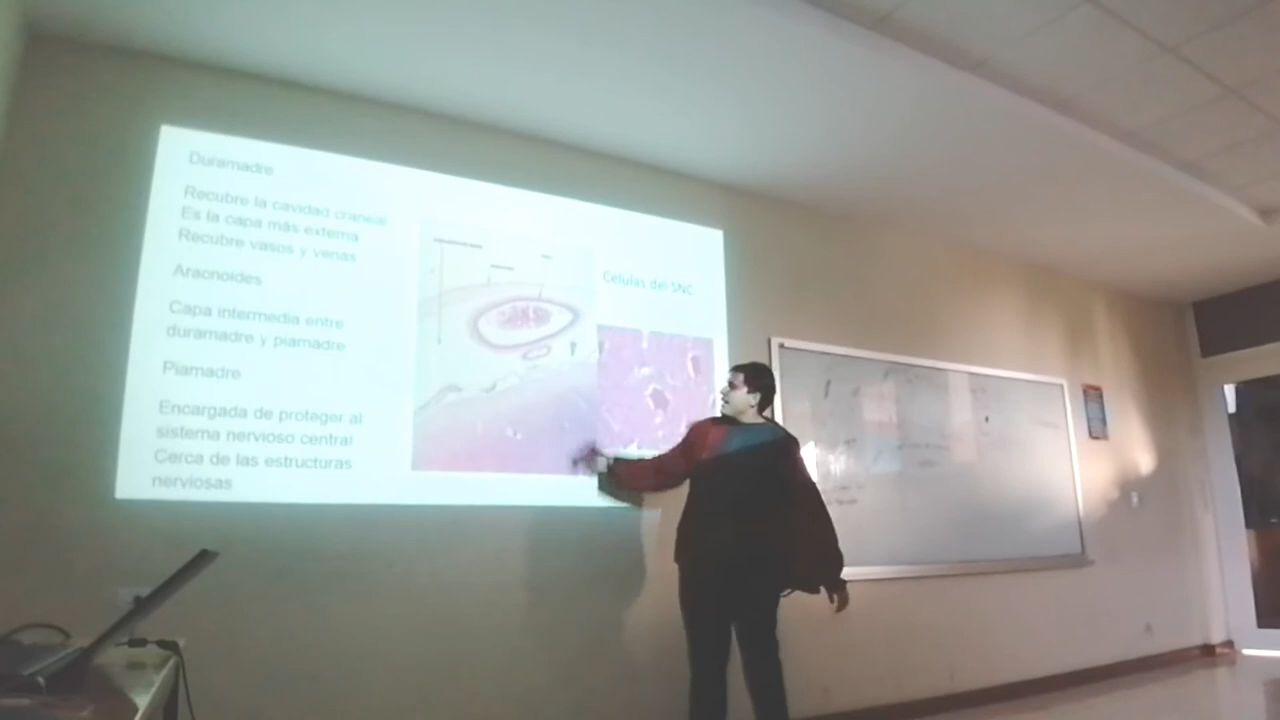 Duramadre
Recubre la cavidad craneal
Es la capa más externa
Recubre vasos y venas
Aracnoides
Capa intermedia entre
duramadre y piamadre
Piamadre
Encargada de proteger al
sistema nervioso central
Cerca de las estructuras
nerviosas
Células del SNC